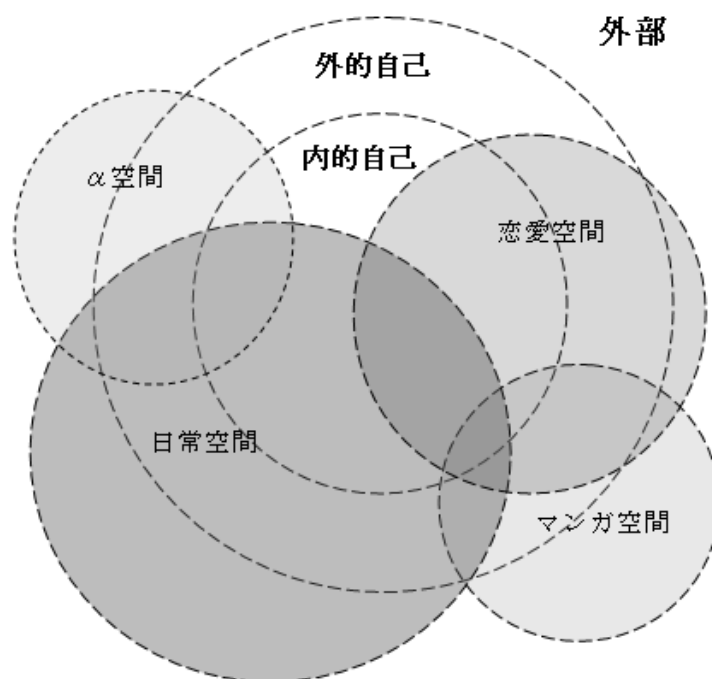 外部
外的自己
内的自己
α空間
恋愛空間
日常空間
マンガ空間